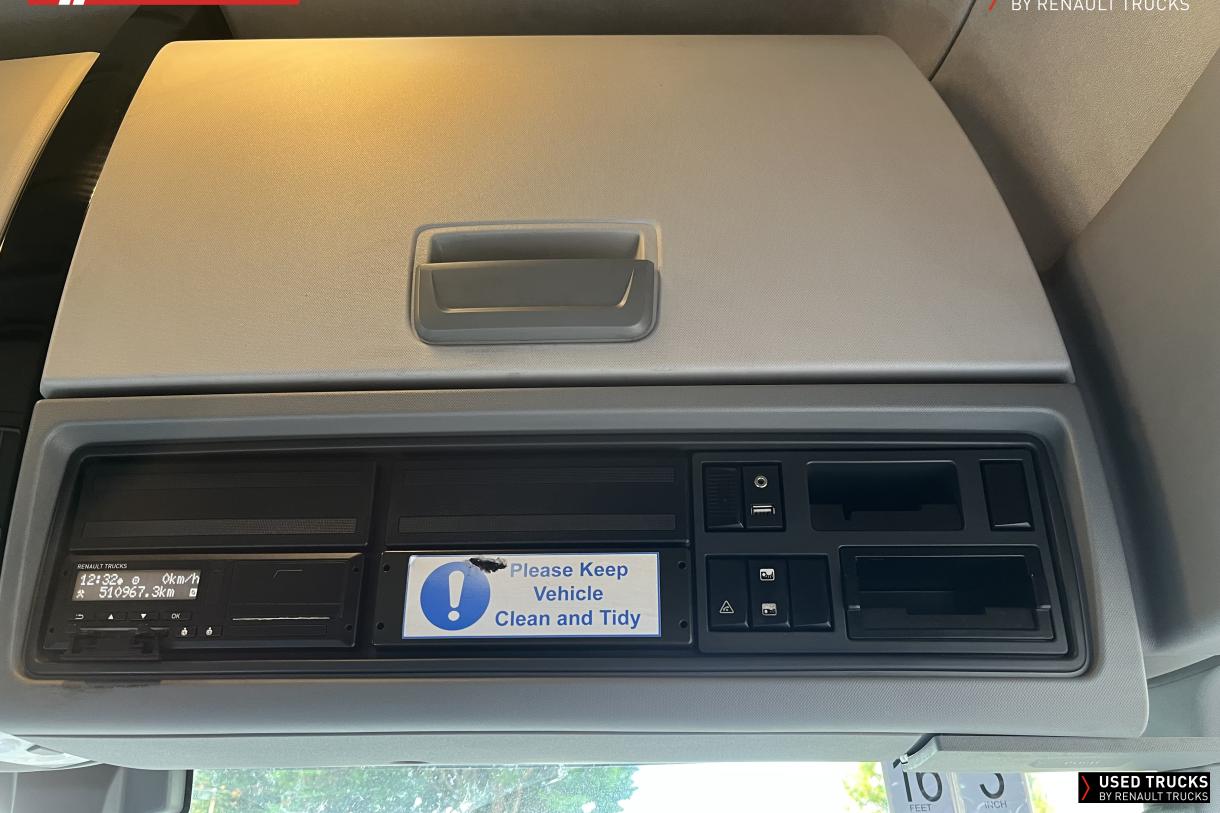 BY RENAULT TRUCKS
RENAULT TRUCKS
12:32 0km/h
510967.3km
OK
Please Keep
Vehicle
Clean and Tidy
16 5
FEET INCH
USED TRUCKS
BY RENAULT TRUCKS